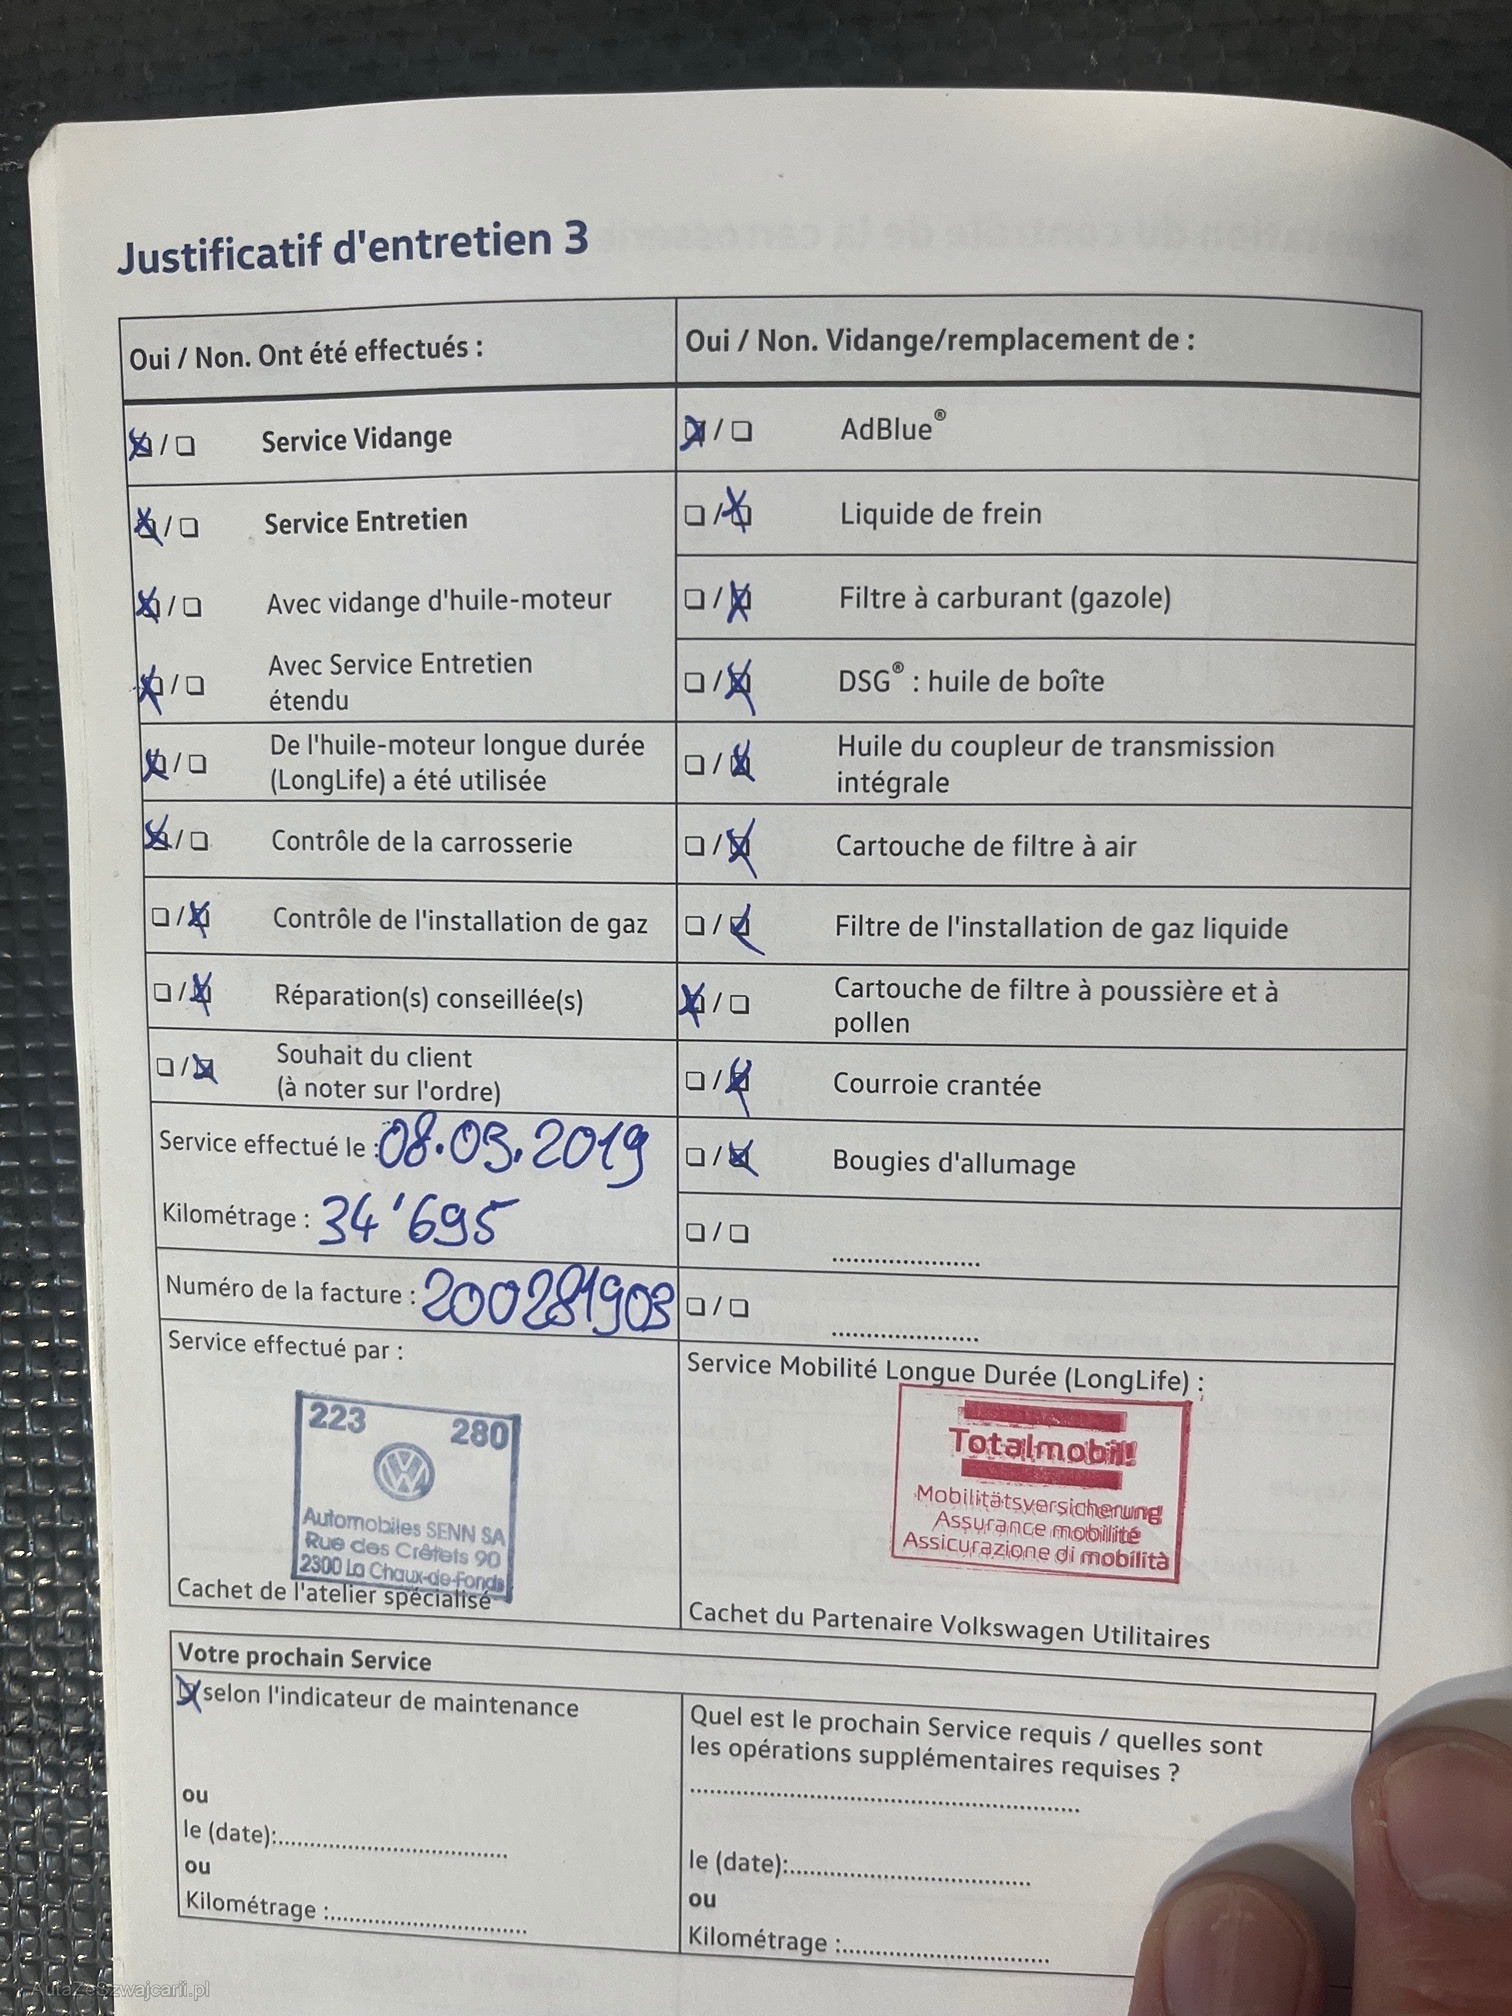 Justificatif d'entretien 3
Oui / Non. Ont été effectués :
Service Vidange
Service Entretien
Avec vidange d'huile-moteur
Avec Service Entretien
étendu
De l'huile-moteur longue durée
(LongLife) a été utilisée
Contrôle de la carrosserie
Contrôle de l'installation de gaz
Réparation(s) conseillée(s)
Souhait du client
(à noter sur l'ordre)
Service effectué le : 08.03.2019
Kilométrage : 34'695
Numéro de la facture : 200281903
Service effectué par :
223 280
Automobiles SENN SA
Rue des Crêtets 90
2300 La Chaux-de-Fonds
Cachet de l'atelier spécialisé
Oui / Non. Vidange/remplacement de :
AdBlue®
Liquide de frein
Filtre à carburant (gazole)
DSG® : huile de boîte
Huile du coupleur de transmission
intégrale
Cartouche de filtre à air
Filtre de l'installation de gaz liquide
Cartouche de filtre à poussière et à
pollen
Courroie crantée
Bougies d'allumage
Service Mobilité Longue Durée (LongLife) :
Totalmobil!
Mobilitätsversicherung
Assurance mobilité
Assicurazione di mobilità
Cachet du Partenaire Volkswagen Utilitaires
Votre prochain Service
selon l'indicateur de maintenance
ou
le (date):
ou
Kilométrage :
Quel est le prochain Service requis / quelles sont
les opérations supplémentaires requises ?
le (date):
ou
Kilométrage :
AutaZeSzwajcarii.pl